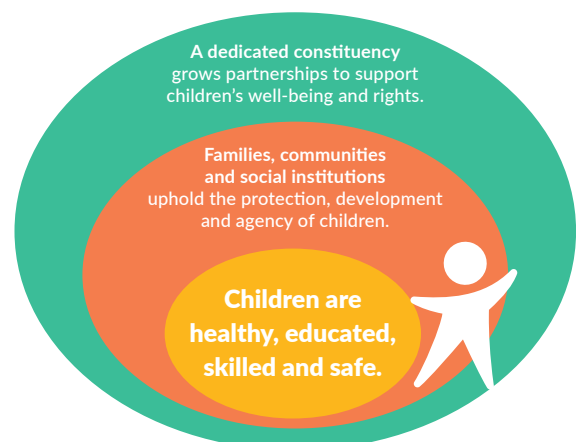 A dedicated constituency
grows partnerships to support
children’s well-being and rights.
Families, communities
and social institutions
uphold the protection, development
and agency of children.
Children are
healthy, educated,
skilled and safe.